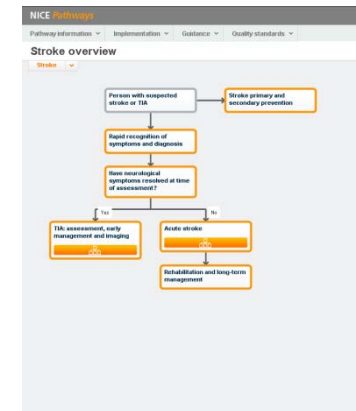 NICE Pathways
Pathway information Implementation Guidance Quality standards
Stroke overview
Stroke
Person with suspected
stroke or TIA
Stroke primary and
secondary prevention
Rapid recognition of
symptoms and diagnosis
Have neurological
symptoms resolved at time
of assessment?
Yes
No
TIA: assessment, early
management and imaging
Acute stroke
Rehabilitation and long-term
management